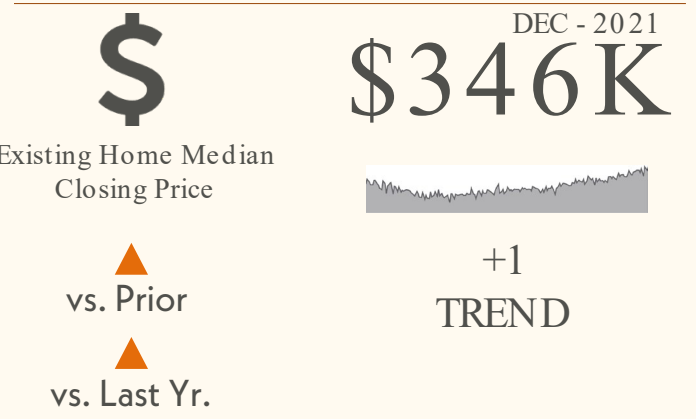 DEC - 2021
$
$346K
Existing Home Median
Closing Price
+1
TREND
vs. Prior
vs. Last Yr.